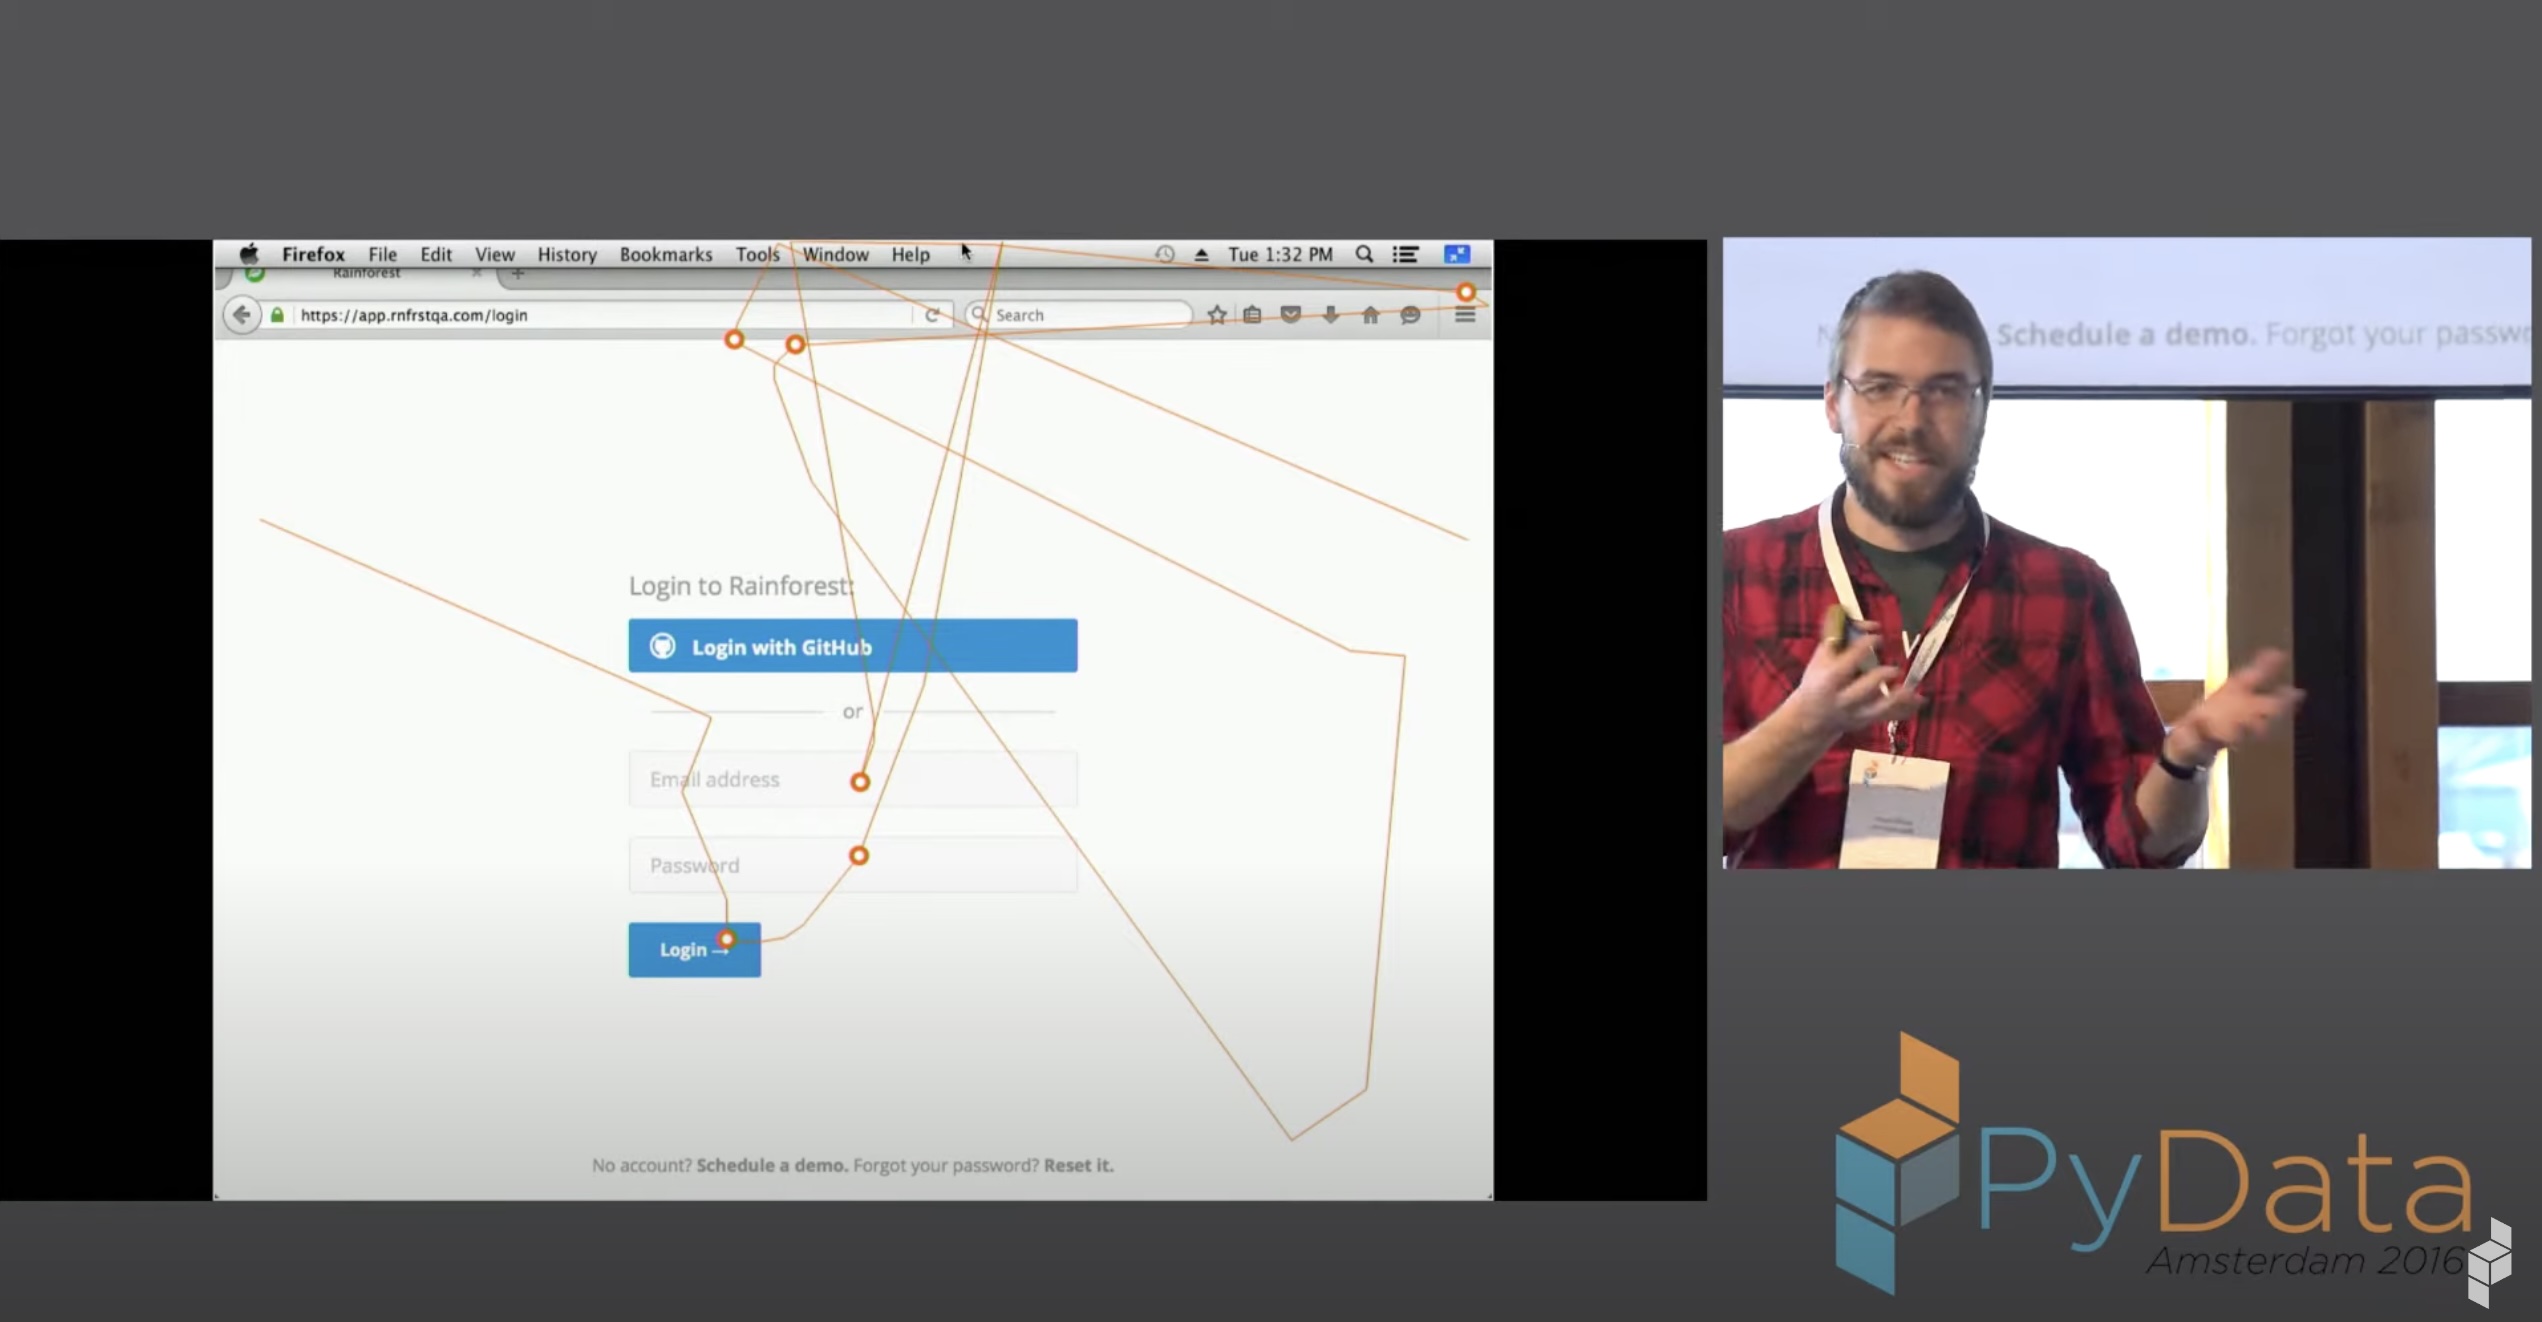 Firefox File Edit View History Bookmarks Tools Window Help Tue 1:32 PM
Rainforest
https://app.rnfrstqa.com/login Search
Login to Rainforest:
Login with GitHub
or
Email address
Password
Login →
No account? Schedule a demo. Forgot your password? Reset it.
Schedule a demo. Forgot your passwo
PyData
Amsterdam 2016